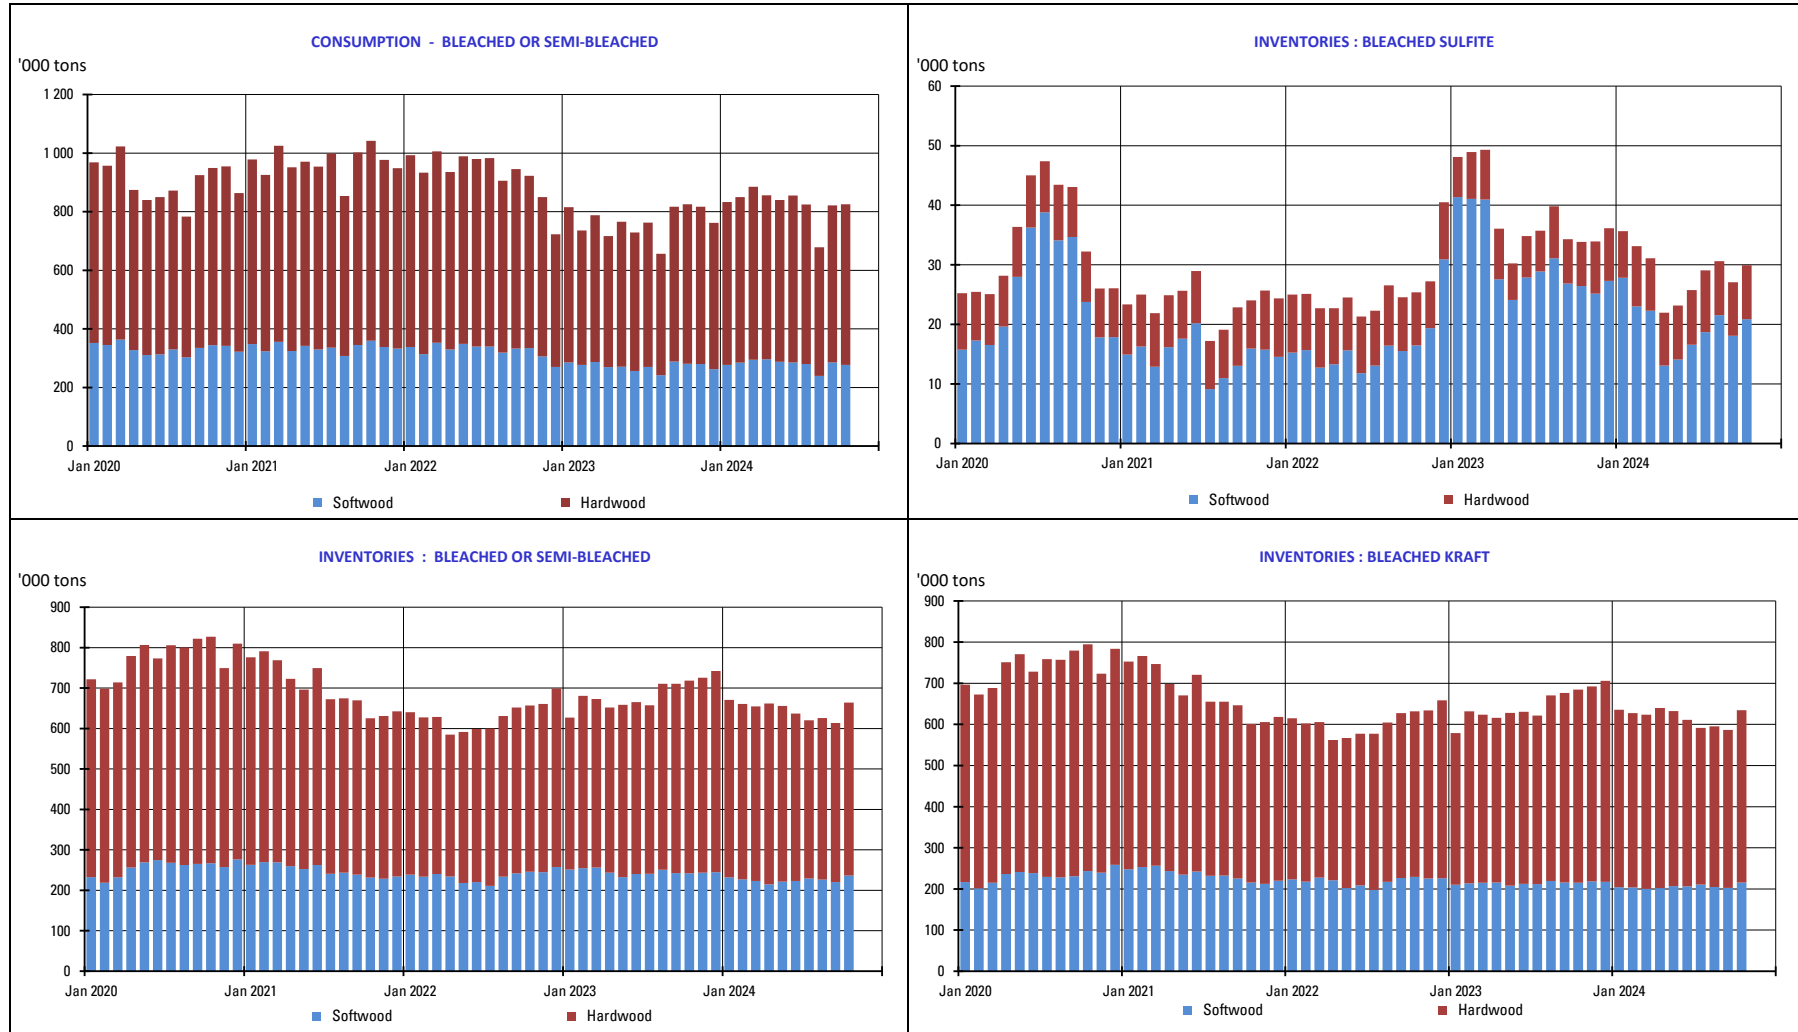 CONSUMPTION - BLEACHED OR SEMI-BLEACHED
'000 tons
1 200
1 000
800
600
400
200
0
Jan 2020 Jan 2021 Jan 2022 Jan 2023 Jan 2024
Softwood Hardwood
INVENTORIES : BLEACHED SULFITE
'000 tons
60
50
40
30
20
10
0
Jan 2020 Jan 2021 Jan 2022 Jan 2023 Jan 2024
Softwood Hardwood
INVENTORIES : BLEACHED OR SEMI-BLEACHED
'000 tons
900
800
700
600
500
400
300
200
100
0
Jan 2020 Jan 2021 Jan 2022 Jan 2023 Jan 2024
Softwood Hardwood
INVENTORIES : BLEACHED KRAFT
'000 tons
900
800
700
600
500
400
300
200
100
0
Jan 2020 Jan 2021 Jan 2022 Jan 2023 Jan 2024
Softwood Hardwood